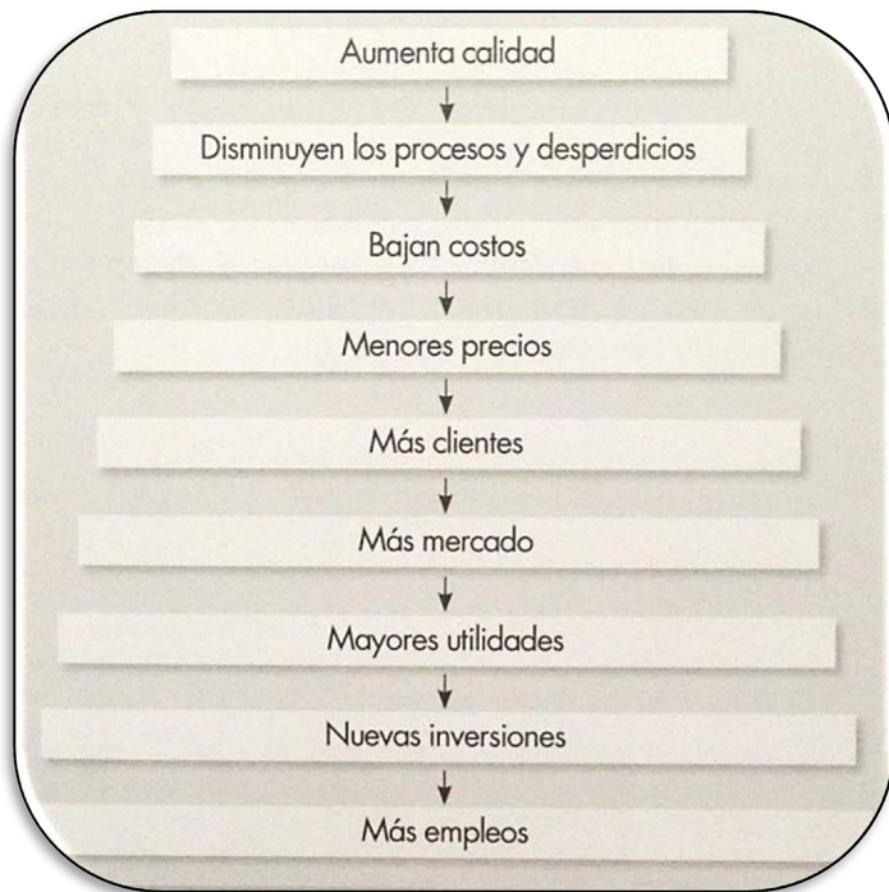 Aumenta calidad
Disminuyen los procesos y desperdicios
Bajan costos
Menores precios
Más clientes
Más mercado
Mayores utilidades
Nuevas inversiones
Más empleos